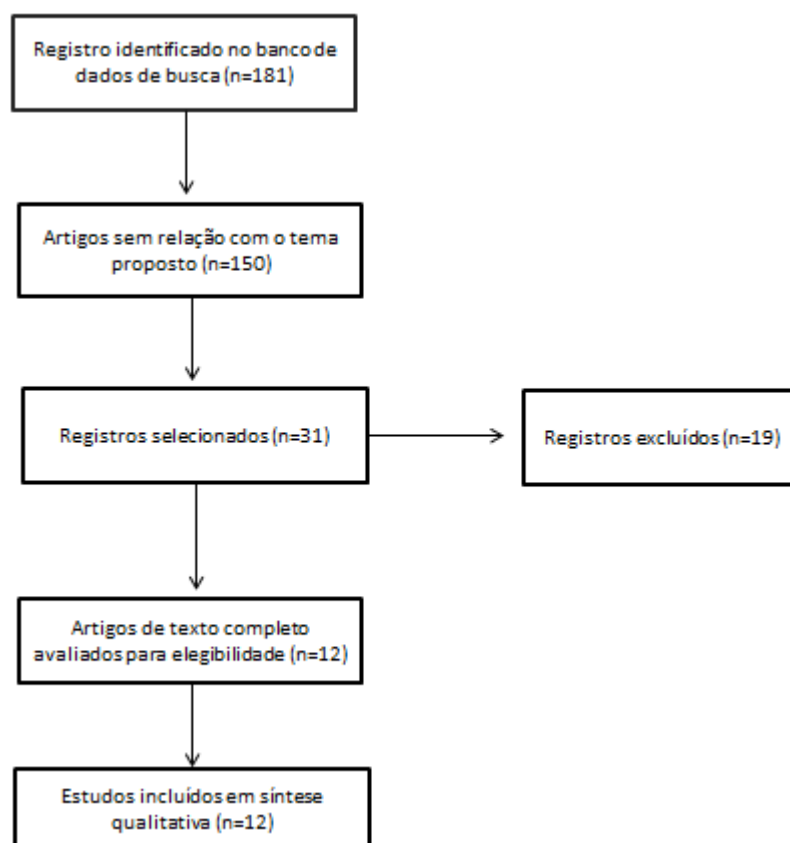 Registro identificado no banco de
dados de busca (n=181)
Artigos sem relação com o tema
proposto (n=150)
Registros selecionados (n=31)
Registros excluídos (n=19)
Artigos de texto completo
avaliados para elegibilidade (n=12)
Estudos incluídos em síntese
qualitativa (n=12)